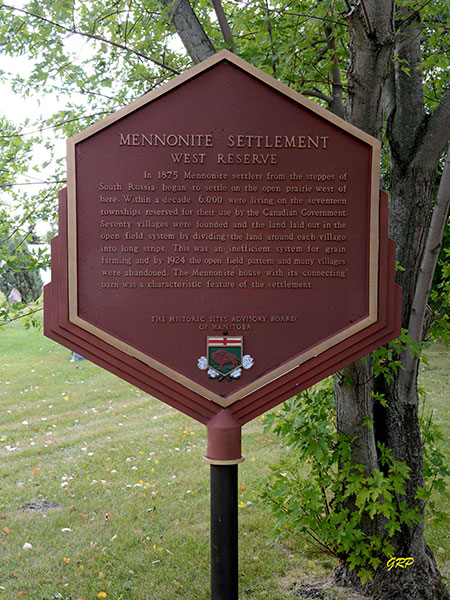 MENNONITE SETTLEMENT
WEST RESERVE
In 1875 Mennonite settlers from the steppes of
South Russia began to settle on the open prairie west of
here. Within a decade 6,000 were living on the seventeen
townships reserved for their use by the Canadian Government.
Seventy villages were founded and the land laid out in the
open field system by dividing the land around each village
into long strips. This was an inefficient system for grain
farming and by 1924 the open field pattern and many villages
were abandoned. The Mennonite house with its connecting
barn was a characteristic feature of the settlement.
THE HISTORIC SITES ADVISORY BOARD
OF MANITOBA
GRP